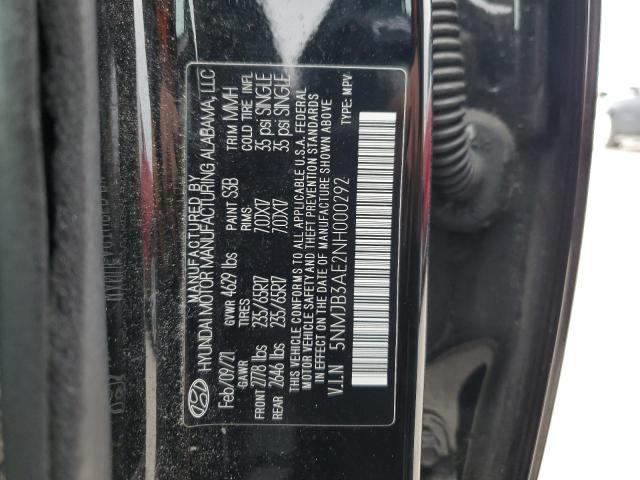 MANUFACTURED BY
HYUNDAI MOTOR MANUFACTURING ALABAMA, LLC
Feb/09/21 GVWR 4629 lbs PAINT S3B TRIM MMH
GAWR TIRES RIMS COLD TIRE INFL
FRONT 2778 lbs 235/65R17 7.0JX17 35 psi SINGLE
REAR 2646 lbs 235/65R17 7.0JX17 35 psi SINGLE
THIS VEHICLE CONFORMS TO ALL APPLICABLE U.S.A. FEDERAL
MOTOR VEHICLE SAFETY AND THEFT PREVENTION STANDARDS
IN EFFECT ON THE DATE OF MANUFACTURE SHOWN ABOVE
V.I.N 5NMJB3AE2NH000292 TYPE: MPV